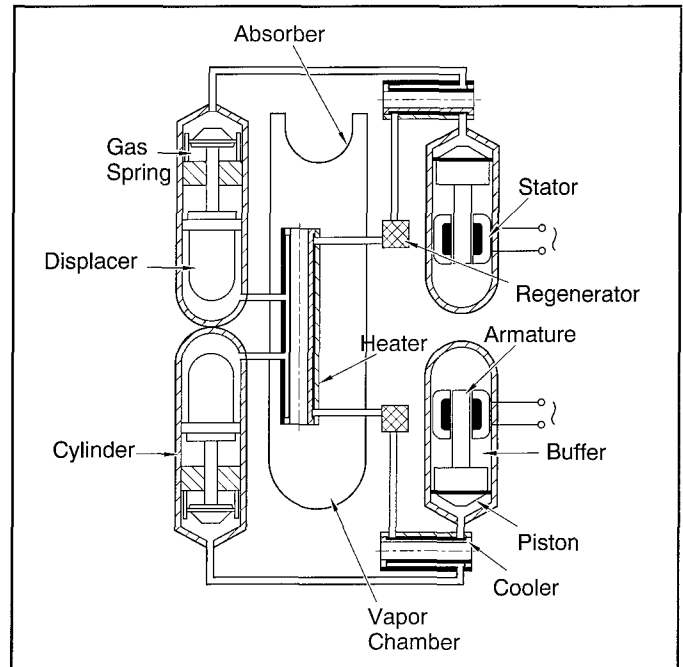 Absorber
Gas
Spring
Stator
Displacer
Regenerator
Armature
Heater
Cylinder
Buffer
Piston
Cooler
Vapor
Chamber